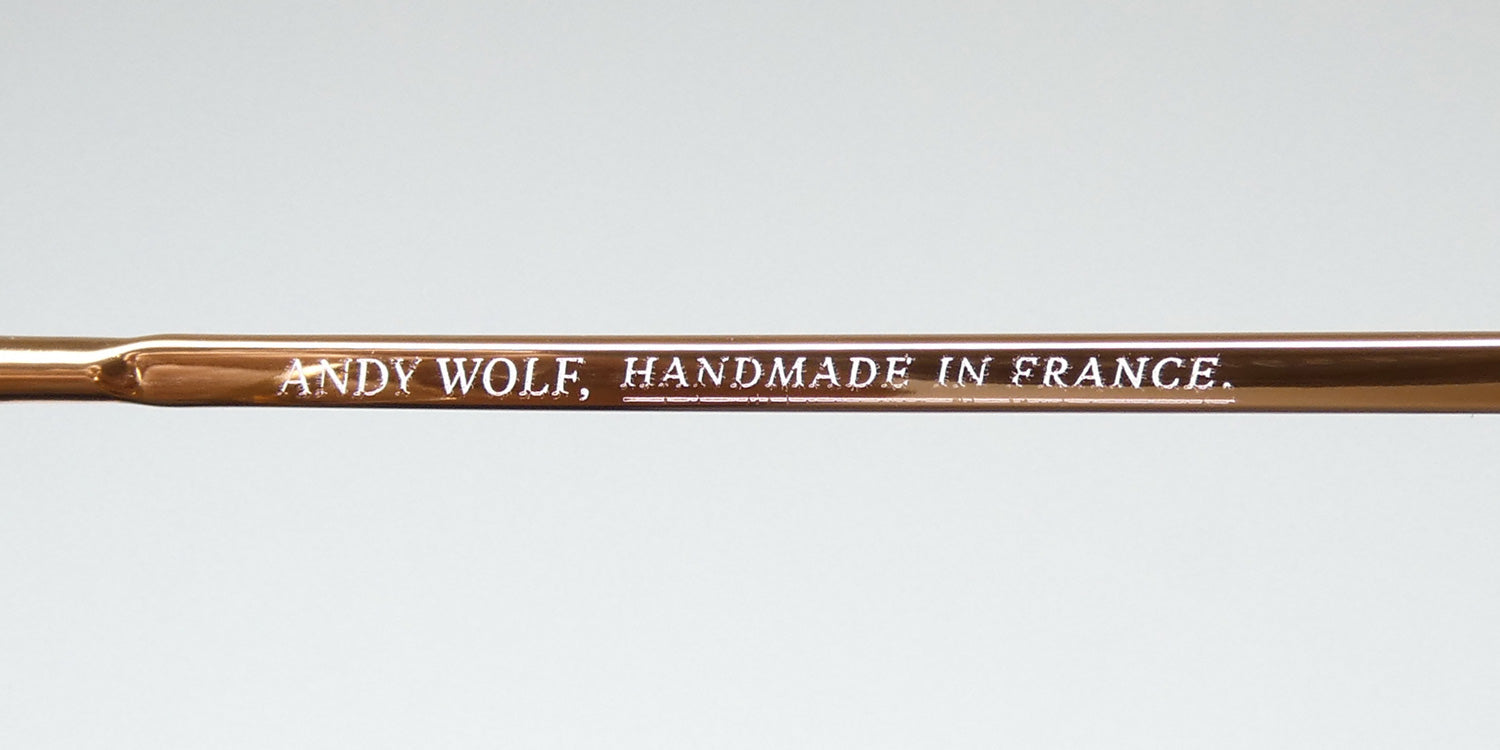 ANDY WOLF, HANDMADE IN FRANCE.